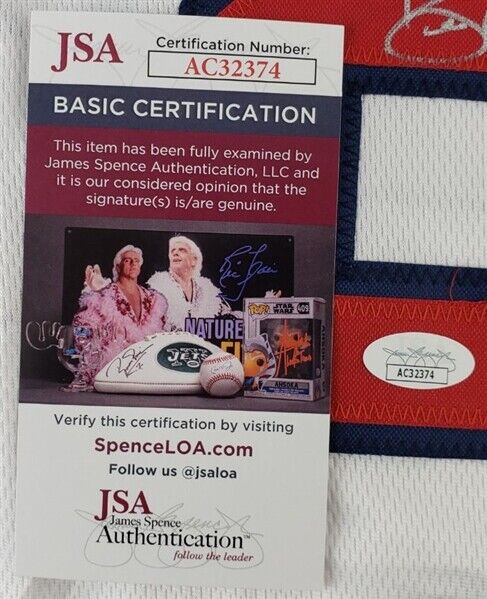 JSA
Certification Number:
AC32374
BASIC CERTIFICATION
This item has been fully examined by
James Spence Authentication, LLC and
it is our considered opinion that the
signature(s) is/are genuine.
NATURE
JETS
POP!
STAR WARS
409
AHSOKA
AC32374
Verify this certification by visiting
SpenceLOA.com
Follow us @jsaloa
JSA
James Spence
Authentication™
follow the leader